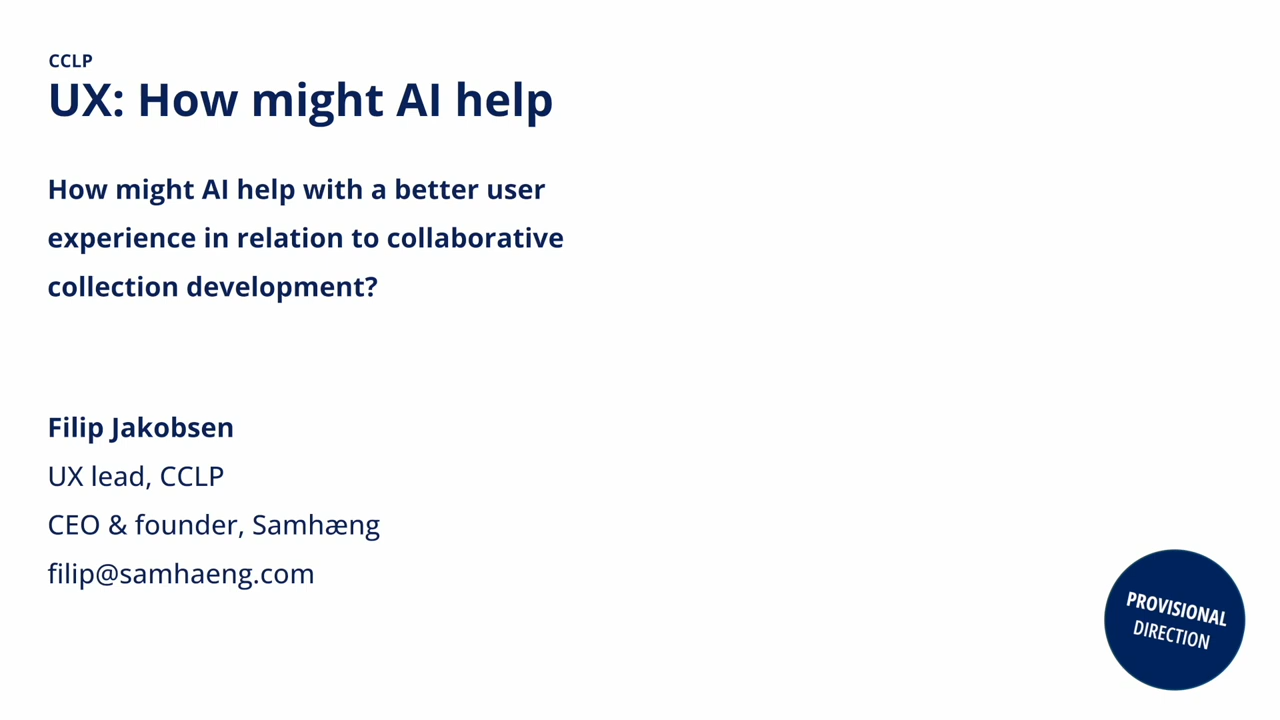 CCLP
UX: How might AI help
How might AI help with a better user
experience in relation to collaborative
collection development?
Filip Jakobsen
UX lead, CCLP
CEO & founder, Samhæng
filip@samhaeng.com
PROVISIONAL
DIRECTION